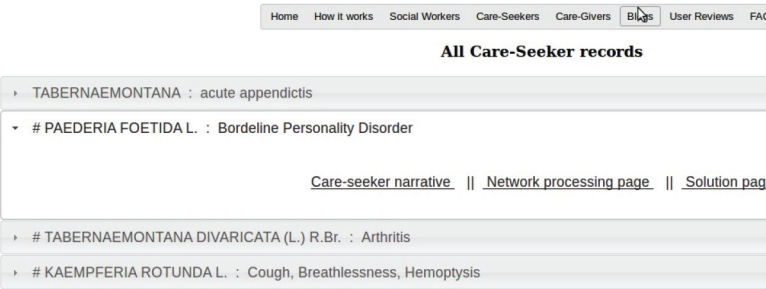 Home How it works Social Workers Care-Seekers Care-Givers Blogs User Reviews
All Care-Seeker records
TABERNAEMONTANA : acute appendictis
# PAEDERIA FOETIDA L. : Bordeline Personality Disorder
Care-seeker narrative || Network processing page || Solution
# TABERNAEMONTANA DIVARICATA (L.) R.Br. : Arthritis
# KAEMPFERIA ROTUNDA L. : Cough, Breathlessness, Hemoptysis